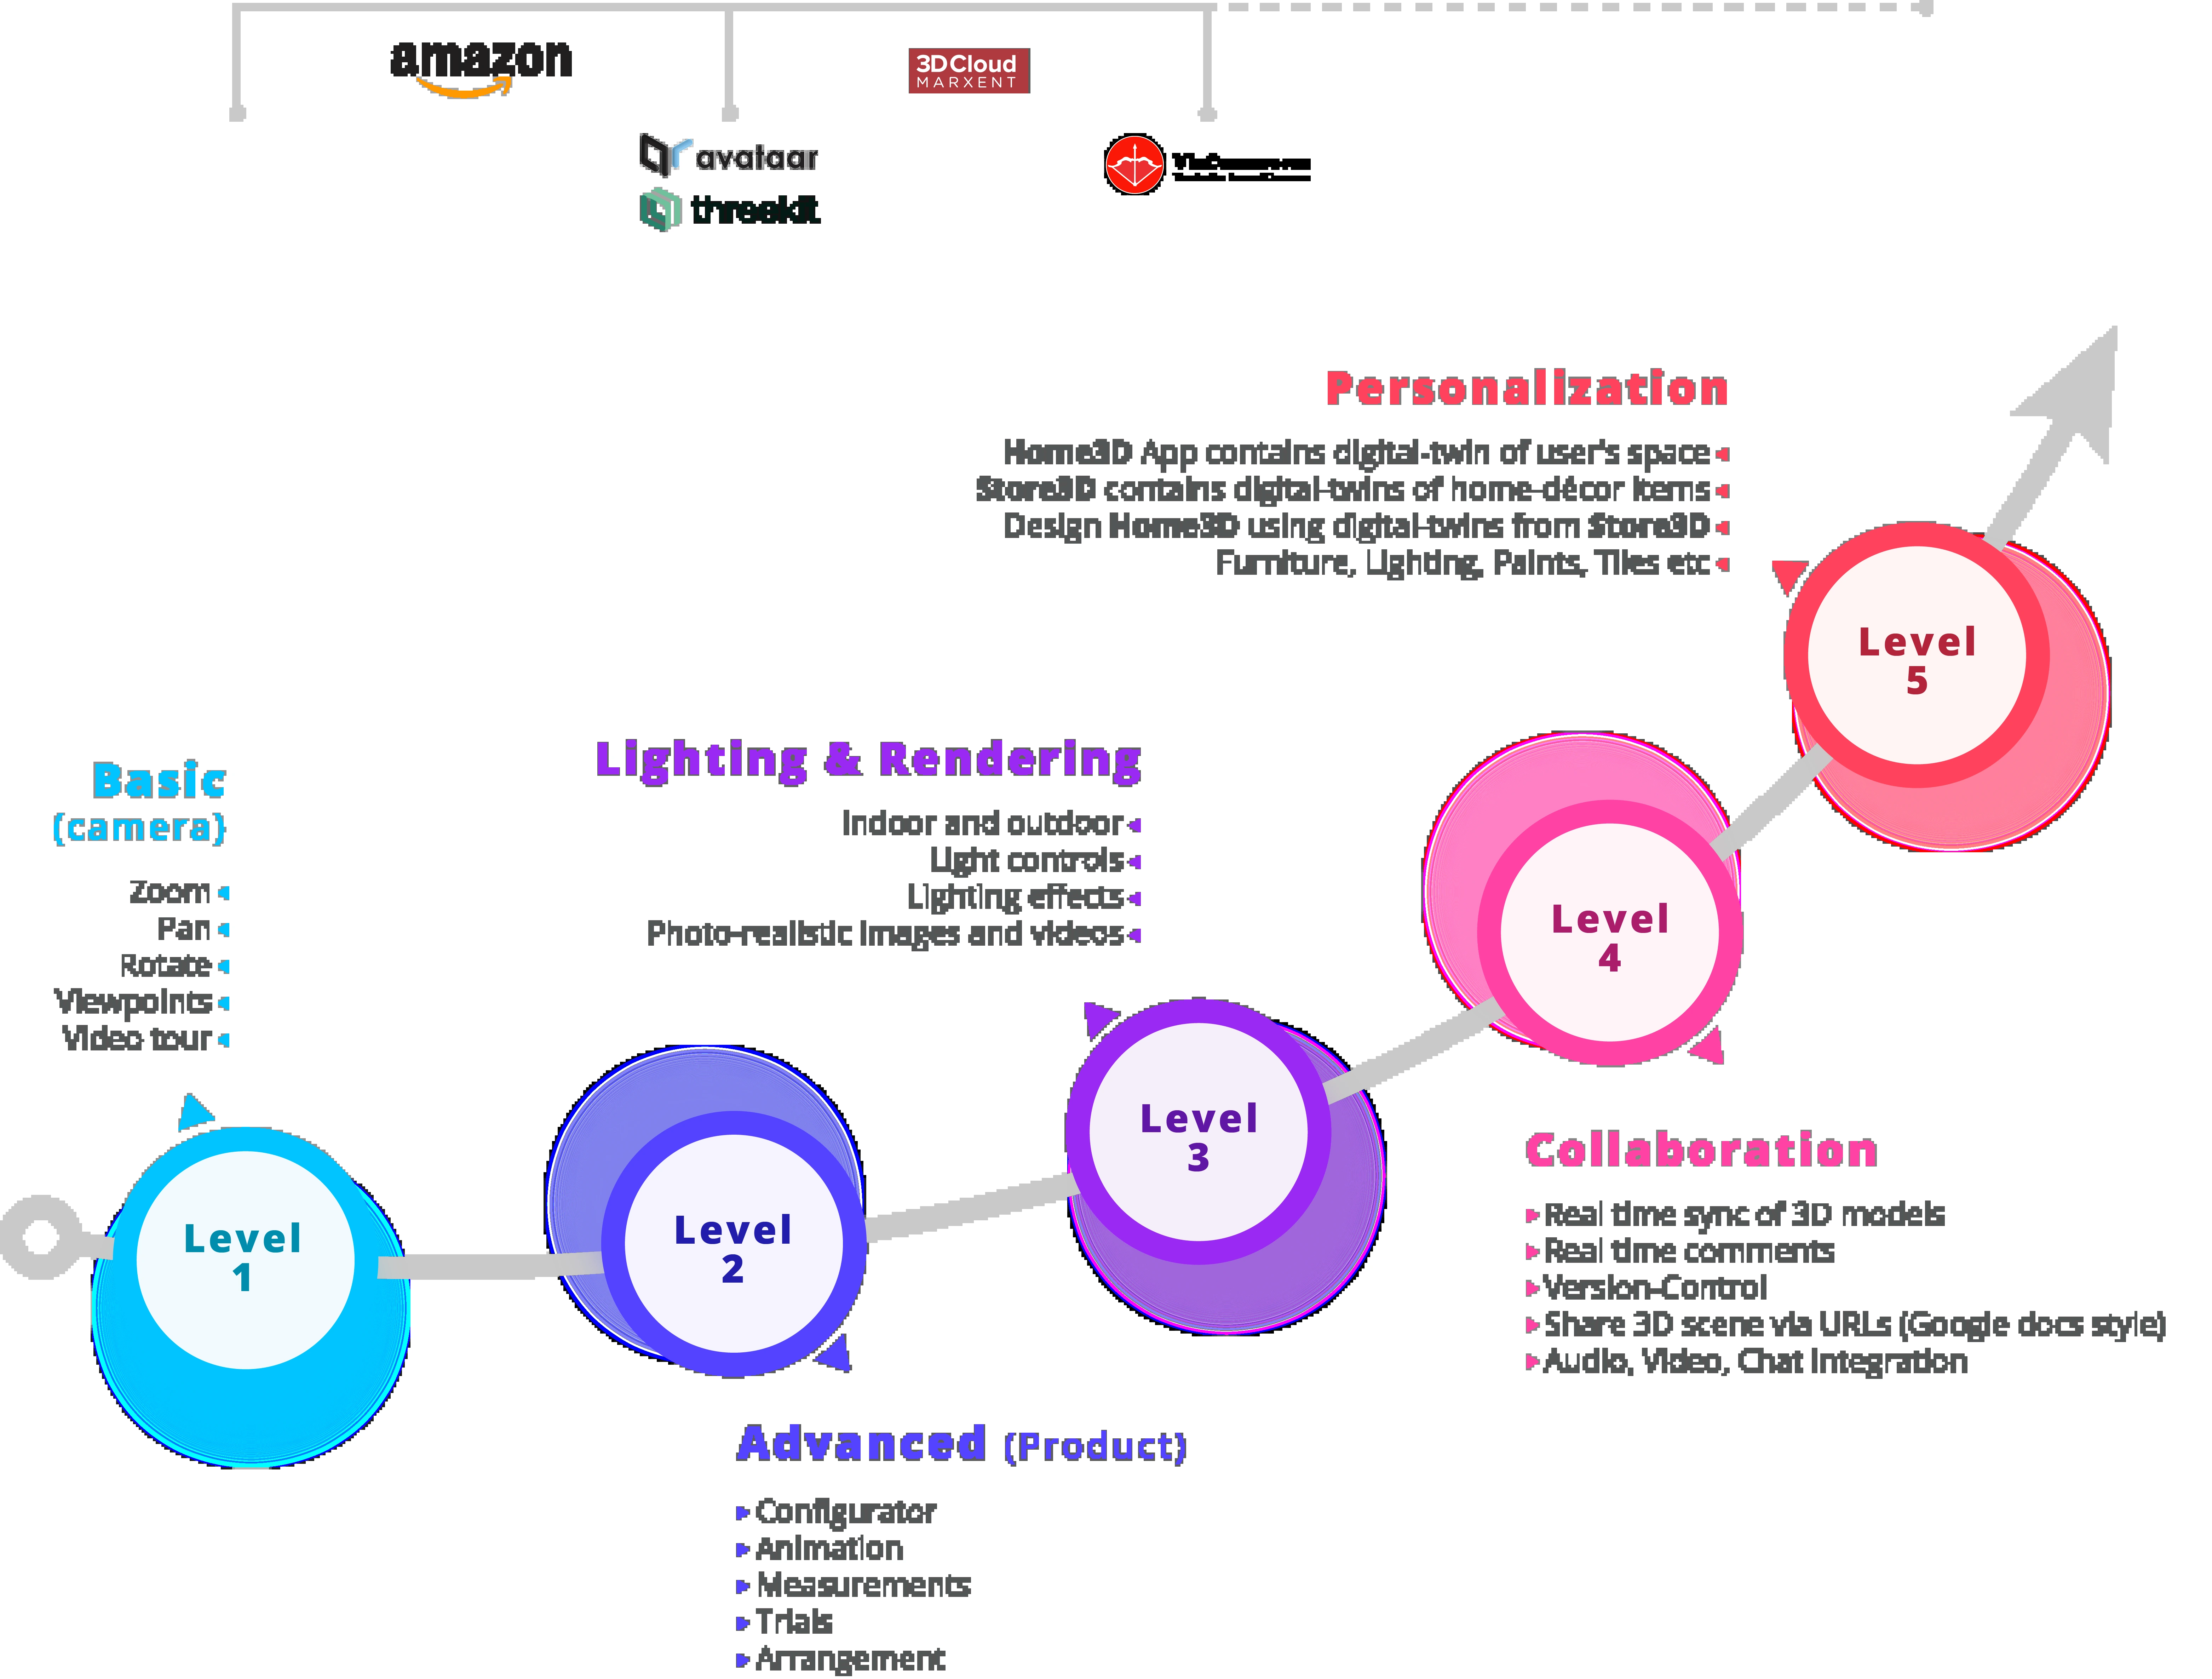 amazon
3D Cloud
MARXENT
avataar
threekit
Personalization
Home3D App contains digital-twin of user's space
Store3D contains digital-twins of home-décor items
Design Home3D using digital-twins from Store3D
Furniture, Lighting, Paints, Tiles etc
Level
5
Lighting & Rendering
Indoor and outdoor
Light controls
Lighting effects
Photo-realistic images and videos
Basic
(camera)
Zoom
Pan
Rotate
Viewpoints
Video tour
Level
4
Level
3
Level
2
Level
1
Collaboration
Real time sync of 3D models
Real time comments
Version-Control
Share 3D scene via URLs (Google docs style)
Audio, Video, Chat integration
Advanced (Product)
Configurator
Animation
Measurements
Trials
Arrangement